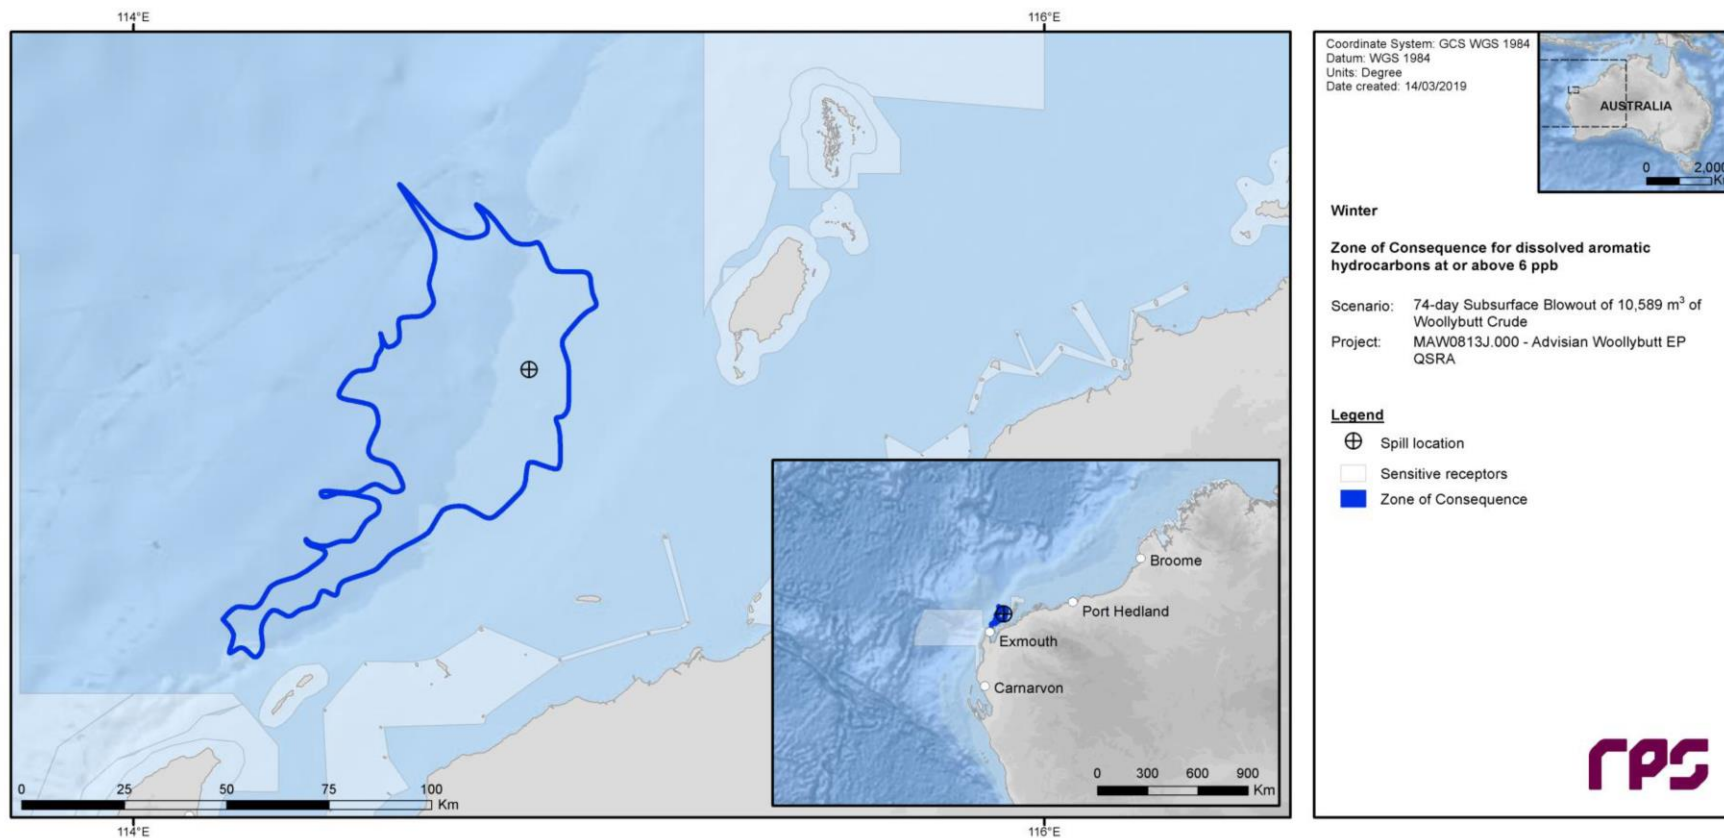 114°E
116°E
0 25 50 75 100
Km
Broome
Port Hedland
Exmouth
Carnarvon
0 300 600 900
Km
114°E
116°E
Coordinate System: GCS WGS 1984
Datum: WGS 1984
Units: Degree
Date created: 14/03/2019
AUSTRALIA
0 2,000
Winter
Zone of Consequence for dissolved aromatic
hydrocarbons at or above 6 ppb
Scenario: 74-day Subsurface Blowout of 10,589 m³ of
Woollybutt Crude
Project: MAW0813J.000 - Advisian Woollybutt EP
QSRA
Legend
Spill location
Sensitive receptors
Zone of Consequence
rps